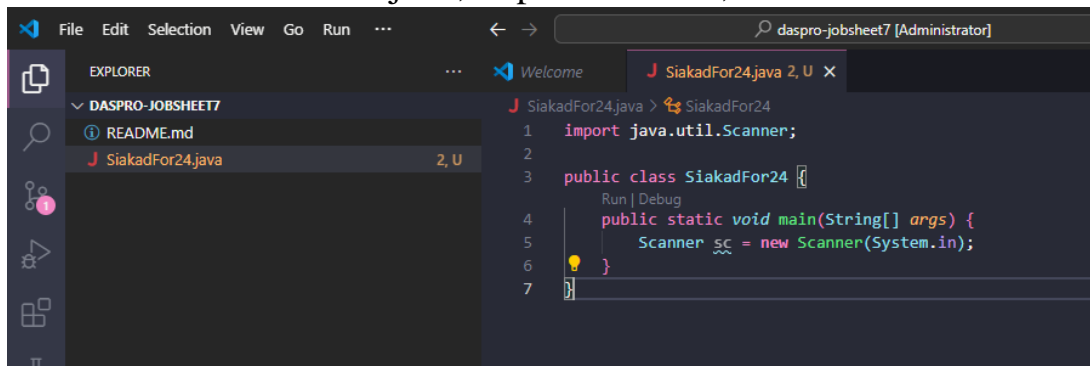 File Edit Selection View Go Run ...
daspro-jobsheet7 [Administrator]
EXPLORER ...
DASPRO-JOBSHEET7
README.md
SiakadFor24.java 2, U
1
Welcome
SiakadFor24.java 2, U
SiakadFor24.java > SiakadFor24
1 import java.util.Scanner;
2
3 public class SiakadFor24 {
Run | Debug
4 public static void main(String[] args) {
5 Scanner sc = new Scanner(System.in);
6 }
7 }